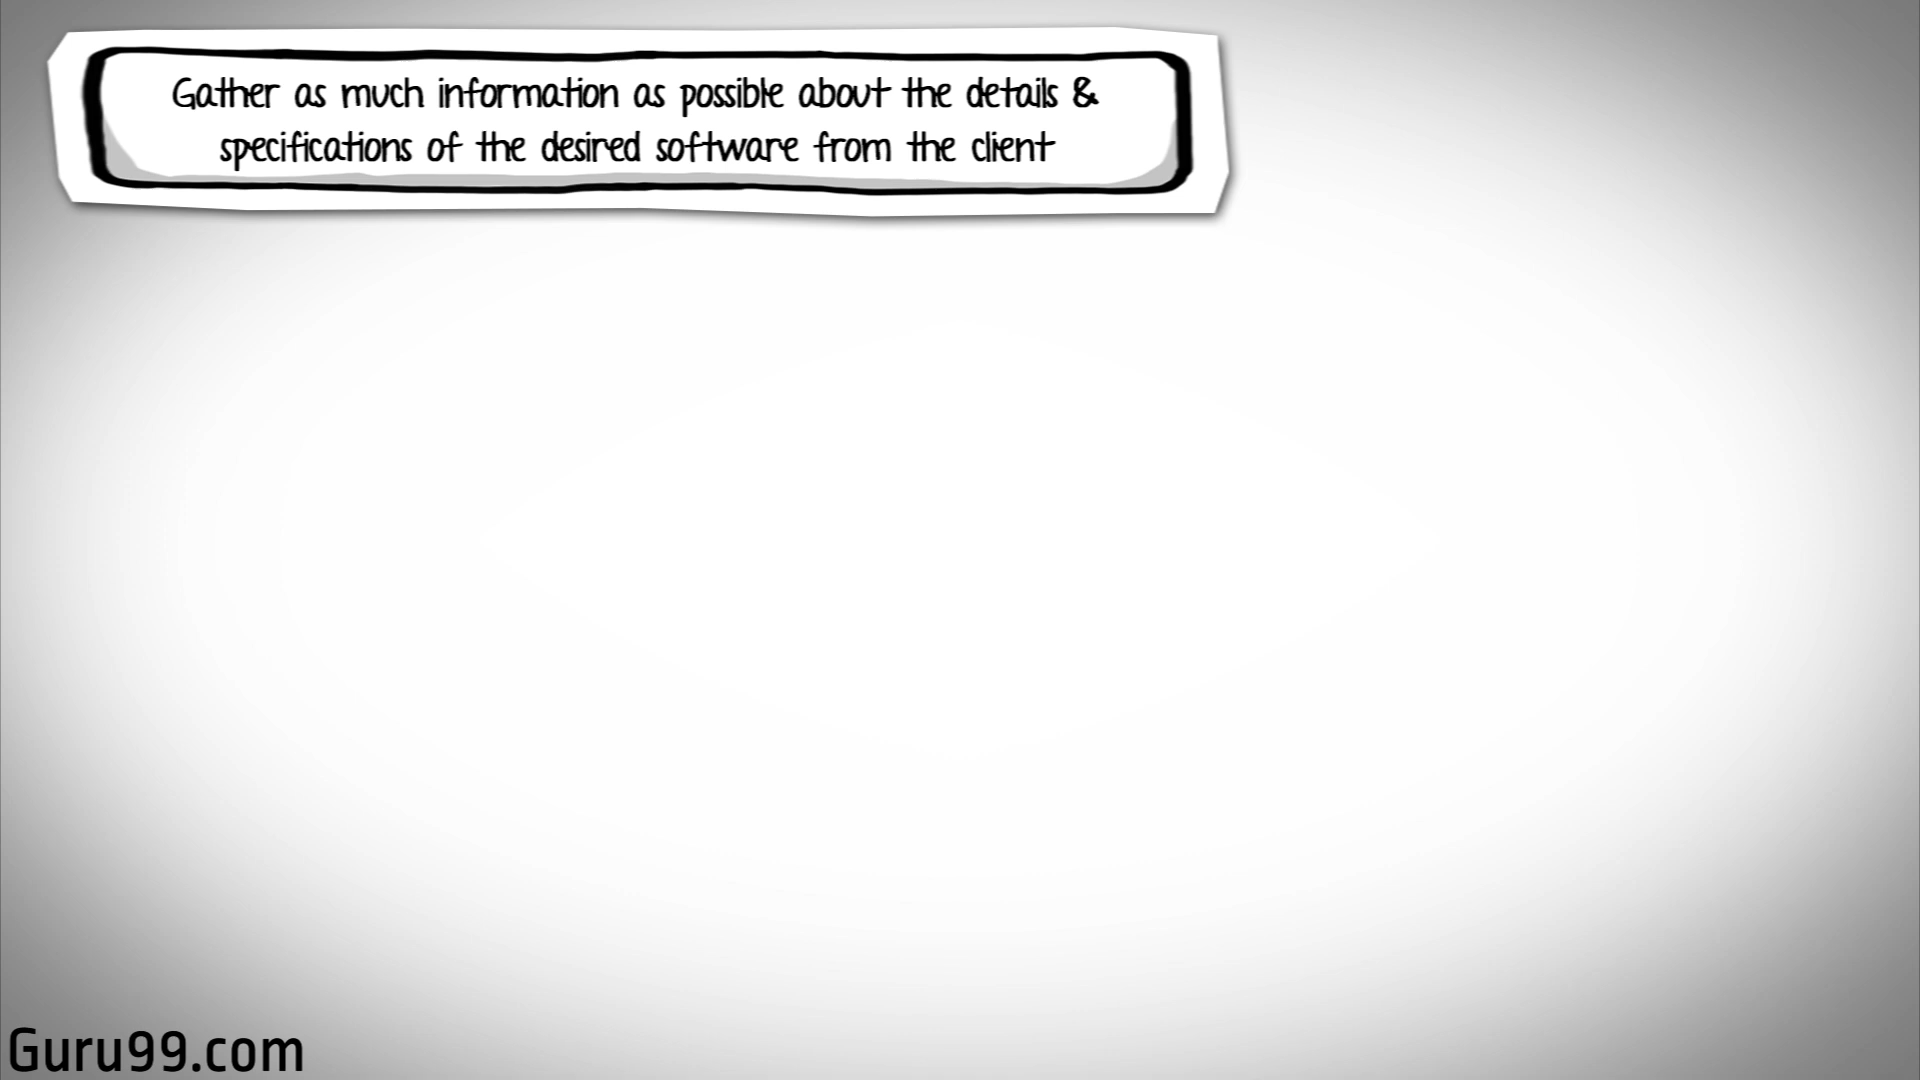 Gather as much information as possible about the details &
specifications of the desired software from the client
Guru99.com